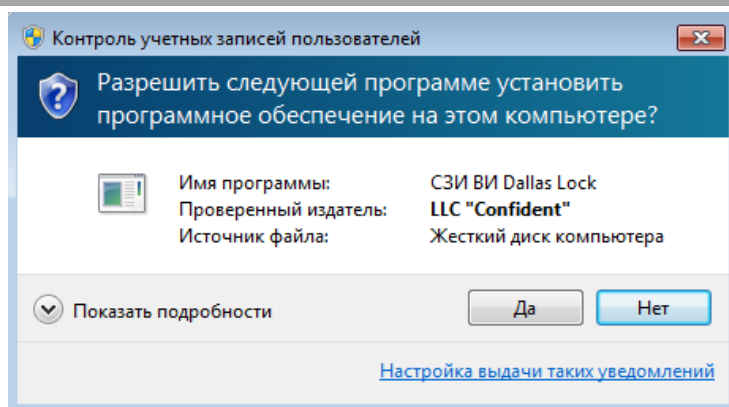 Контроль учетных записей пользователей
Разрешить следующей программе установить
программное обеспечение на этом компьютере?
Имя программы: СЗИ ВИ Dallas Lock
Проверенный издатель: LLC "Confident"
Источник файла: Жесткий диск компьютера
Показать подробности Да Нет
Настройка выдачи таких уведомлений